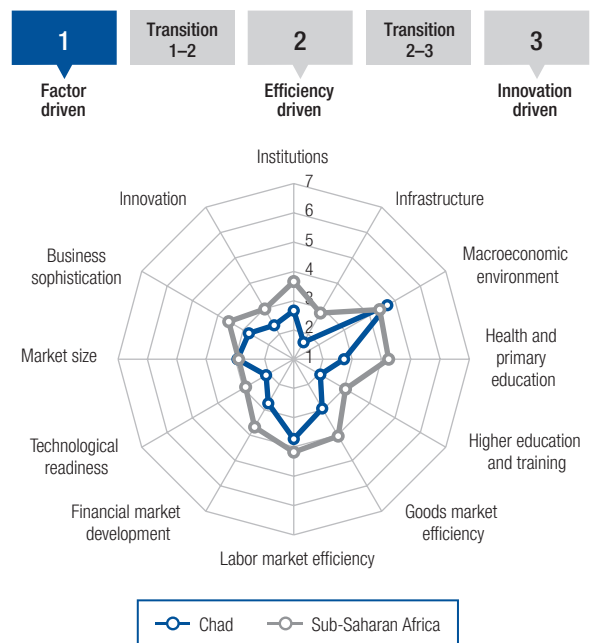 1
Transition
1–2
2
Transition
2–3
3
Factor
driven
Efficiency
driven
Innovation
driven
Institutions
Infrastructure
Macroeconomic
environment
Health and
primary
education
Higher education
and training
Goods market
efficiency
Labor market efficiency
Financial market
development
Technological
readiness
Market size
Business
sophistication
Innovation
7
6
5
4
3
2
1
Chad
Sub-Saharan Africa